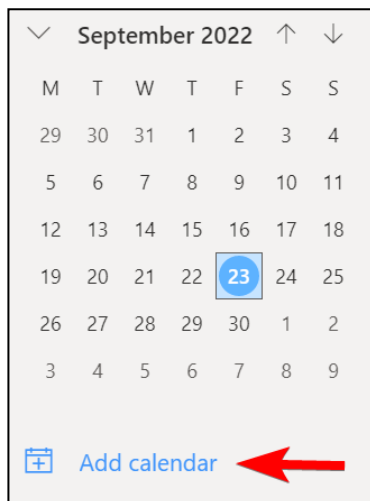 September 2022
M T W T F S S
29 30 31 1 2 3 4
5 6 7 8 9 10 11
12 13 14 15 16 17 18
19 20 21 22 23 24 25
26 27 28 29 30 1 2
3 4 5 6 7 8 9
Add calendar